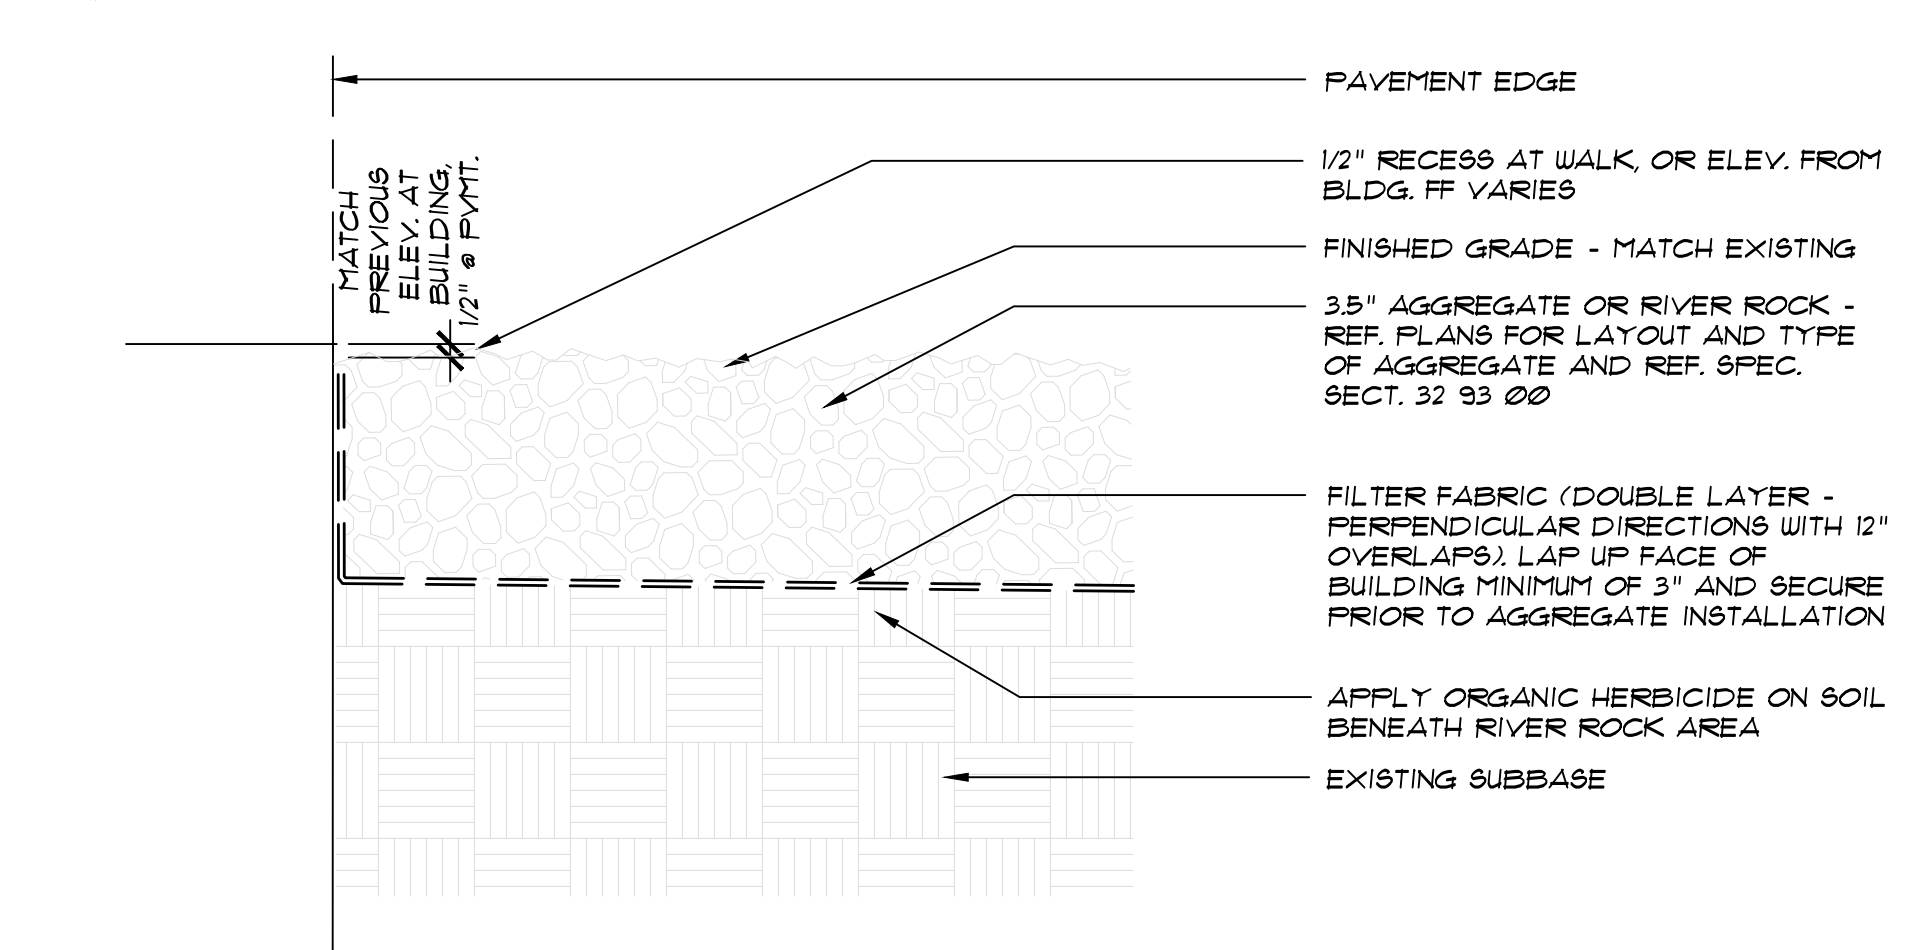 PAVEMENT EDGE
1/2" RECESS AT WALK, OR ELEV. FROM
BLDG. FF VARIES
MATCH
PREVIOUS
ELEV. AT
BUILDING,
1/2" @ PVMT.
FINISHED GRADE - MATCH EXISTING
3.5" AGGREGATE OR RIVER ROCK -
REF. PLANS FOR LAYOUT AND TYPE
OF AGGREGATE AND REF. SPEC.
SECT. 32 93 00
FILTER FABRIC (DOUBLE LAYER -
PERPENDICULAR DIRECTIONS WITH 12"
OVERLAPS). LAP UP FACE OF
BUILDING MINIMUM OF 3" AND SECURE
PRIOR TO AGGREGATE INSTALLATION
APPLY ORGANIC HERBICIDE ON SOIL
BENEATH RIVER ROCK AREA
EXISTING SUBBASE